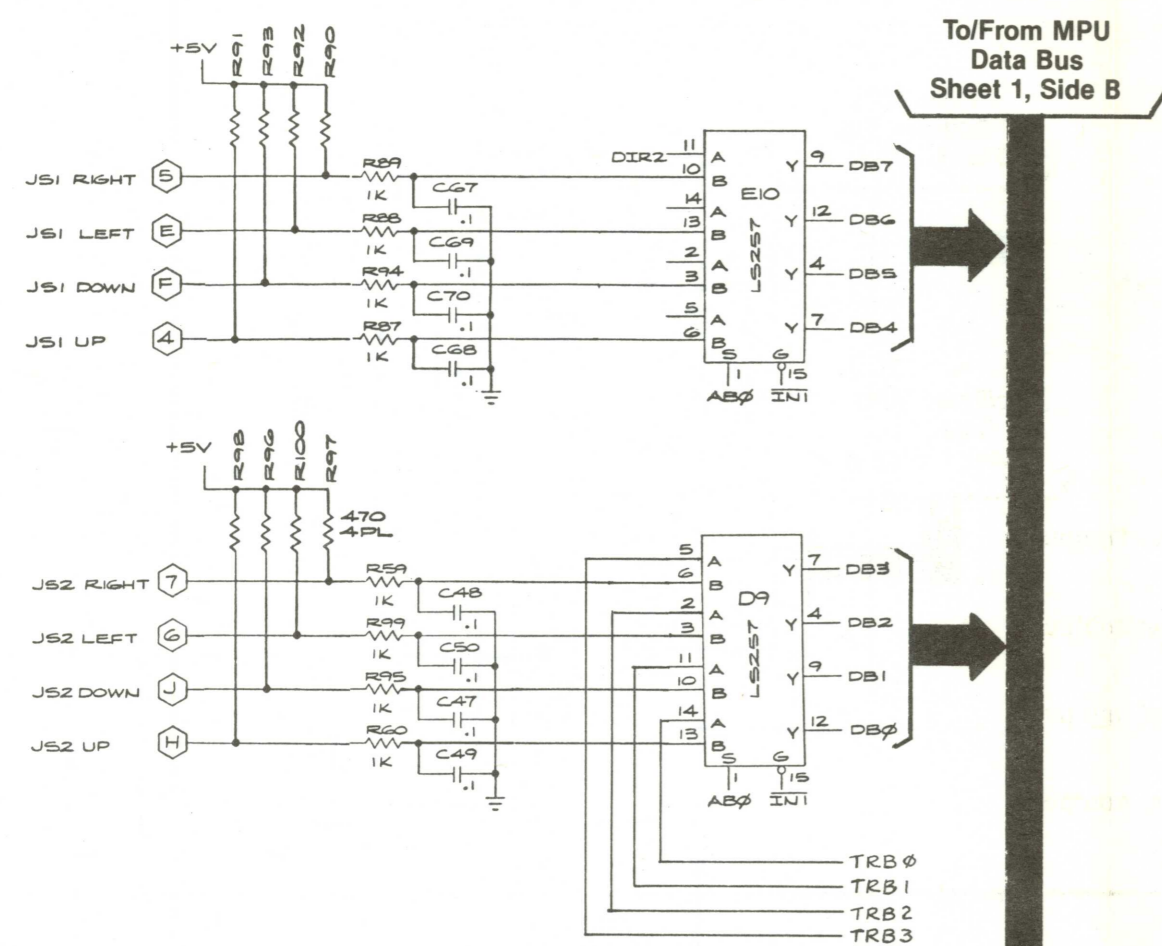 To/From MPU
Data Bus
Sheet 1, Side B
+5V
R91
R93
R92
R90
JS1 RIGHT 5
R89
1K
C67
.1
JS1 LEFT E
R88
1K
C69
.1
JS1 DOWN F
R94
1K
C70
.1
JS1 UP 4
R87
1K
C68
.1
DIR2 11 A
10 B
14 A
13 B
2 A
3 B
5 A
6 B
E10
LS257
Y 9 DB7
Y 12 DB6
Y 4 DB5
Y 7 DB4
S G
1 15
ABØ IN1
+5V
R98
R96
R100
R97
470
4PL
JS2 RIGHT 7
R59
1K
C48
.1
JS2 LEFT 6
R99
1K
C50
.1
JS2 DOWN J
R95
1K
C47
.1
JS2 UP H
R60
1K
C49
.1
5 A
6 B
2 A
3 B
11 A
10 B
14 A
13 B
D9
LS257
Y 7 DB3
Y 4 DB2
Y 9 DB1
Y 12 DBØ
S G
1 15
ABØ IN1
TRBØ
TRB1
TRB2
TRB3